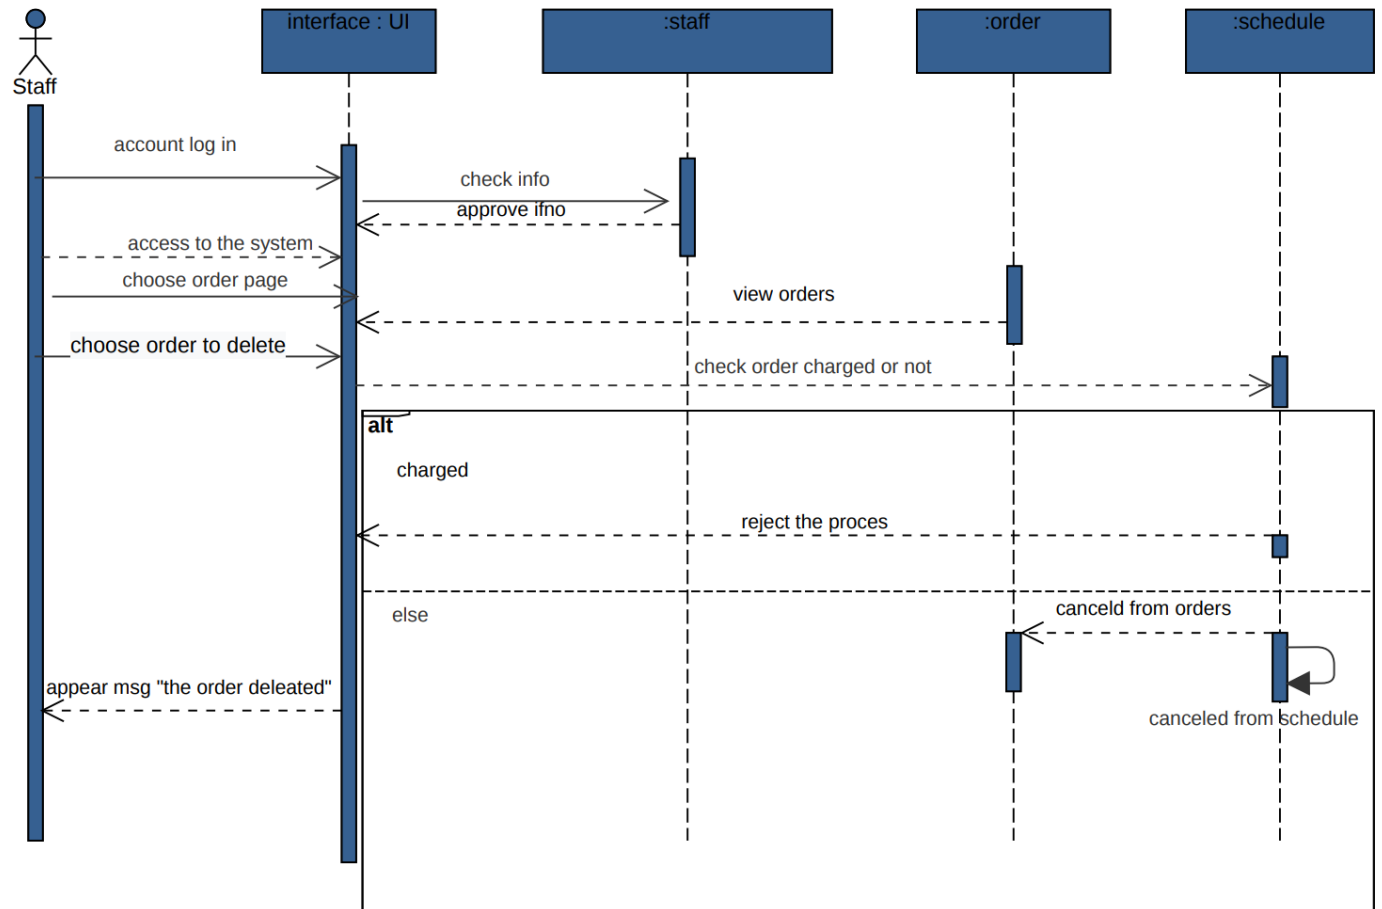 interface : UI
:staff
:order
:schedule
Staff
account log in
check info
approve ifno
access to the system
choose order page
view orders
choose order to delete
check order charged or not
alt
charged
reject the proces
else
canceld from orders
appear msg "the order deleated"
canceled from schedule